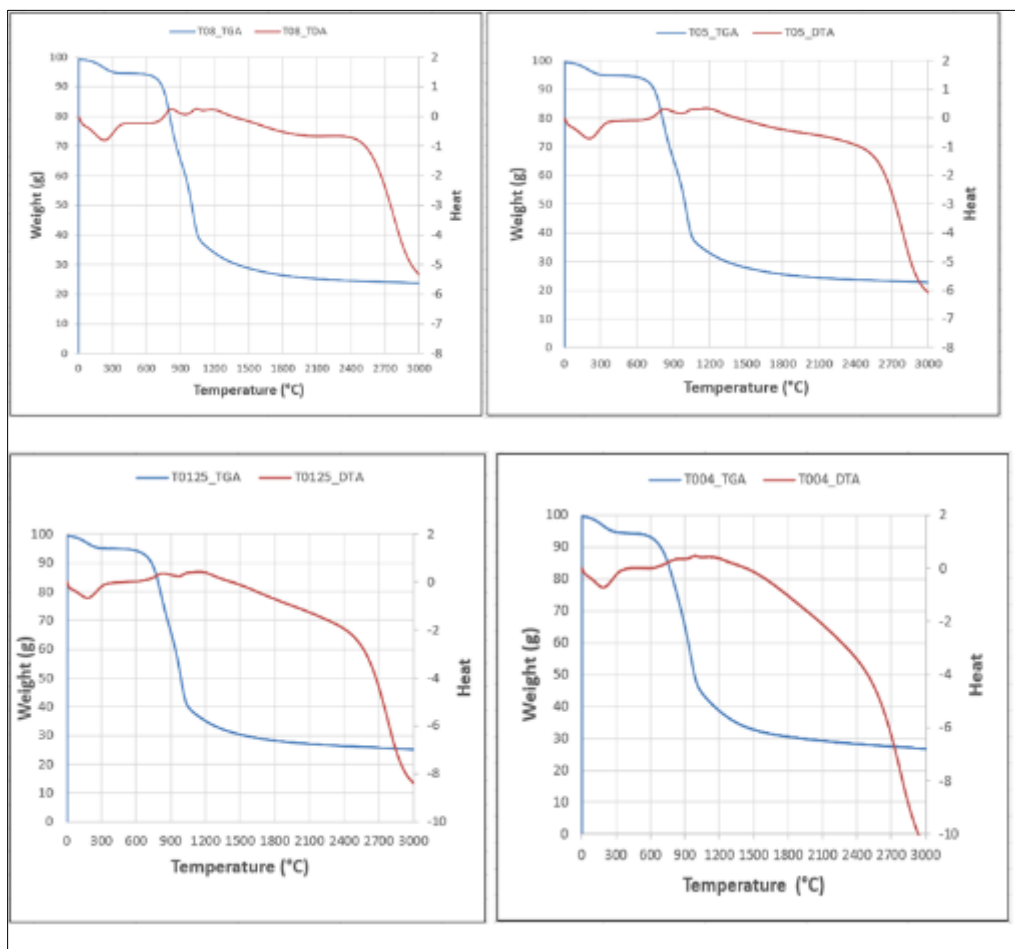 T08_TGA T08_TDA
100 90 80 70 60 50 40 30 20 10 0
Weight (g)
2 1 0 -1 -2 -3 -4 -5 -6 -7 -8
Heat
0 300 600 900 1200 1500 1800 2100 2400 2700 3000
Temperature (°C)
T05_TGA T05_DTA
100 90 80 70 60 50 40 30 20 10 0
Weight (g)
2 1 0 -1 -2 -3 -4 -5 -6 -7 -8
Heat
0 300 600 900 1200 1500 1800 2100 2400 2700 3000
Temperature (°C)
T0125_TGA T0125_DTA
100 90 80 70 60 50 40 30 20 10 0
Weight (g)
2 0 -2 -4 -6 -8 -10
Heat
0 300 600 900 1200 1500 1800 2100 2400 2700 3000
Temperature (°C)
T004_TGA T004_DTA
100 90 80 70 60 50 40 30 20 10 0
Weight (g)
2 0 -2 -4 -6 -8 -10
Heat
0 300 600 900 1200 1500 1800 2100 2400 2700 3000
Temperature (°C)